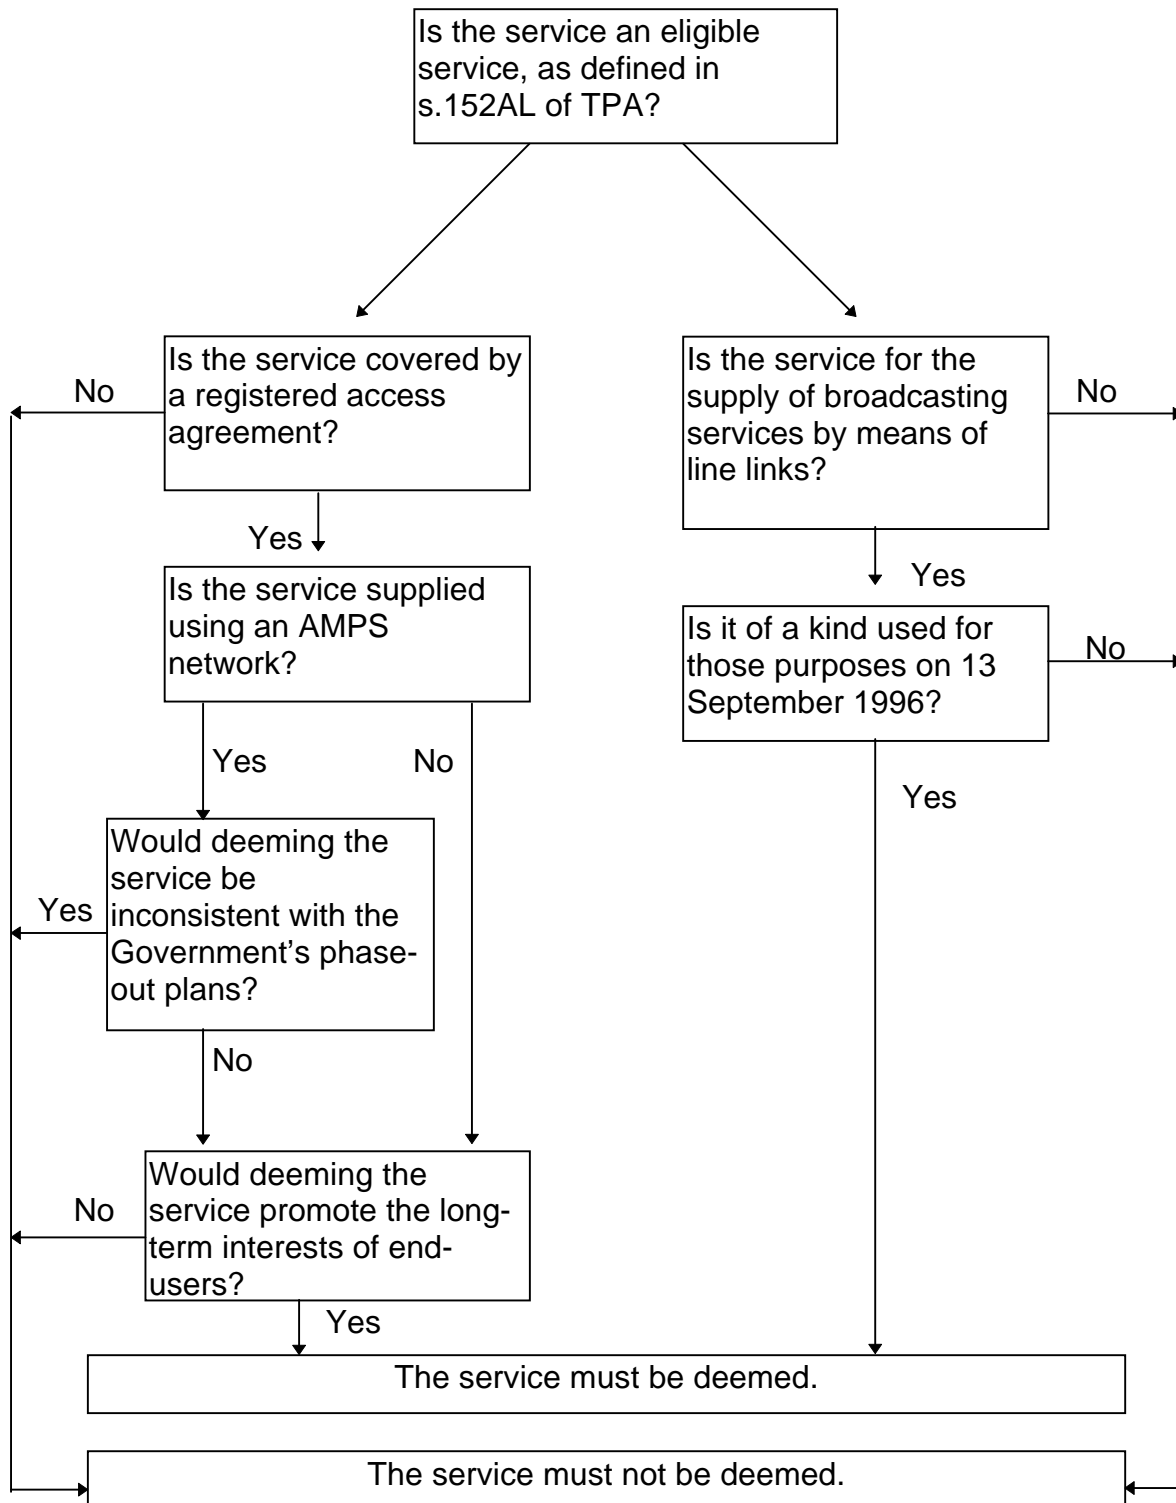 Is the service an eligible
service, as defined in
s.152AL of TPA?
Is the service covered by
a registered access
agreement?
No
Yes
Is the service supplied
using an AMPS
network?
Yes
No
Would deeming the
service be
inconsistent with the
Government's phase-
out plans?
Yes
No
Would deeming the
service promote the long-
term interests of end-
users?
No
Yes
Is the service for the
supply of broadcasting
services by means of
line links?
No
Yes
Is it of a kind used for
those purposes on 13
September 1996?
No
Yes
The service must be deemed.
The service must not be deemed.